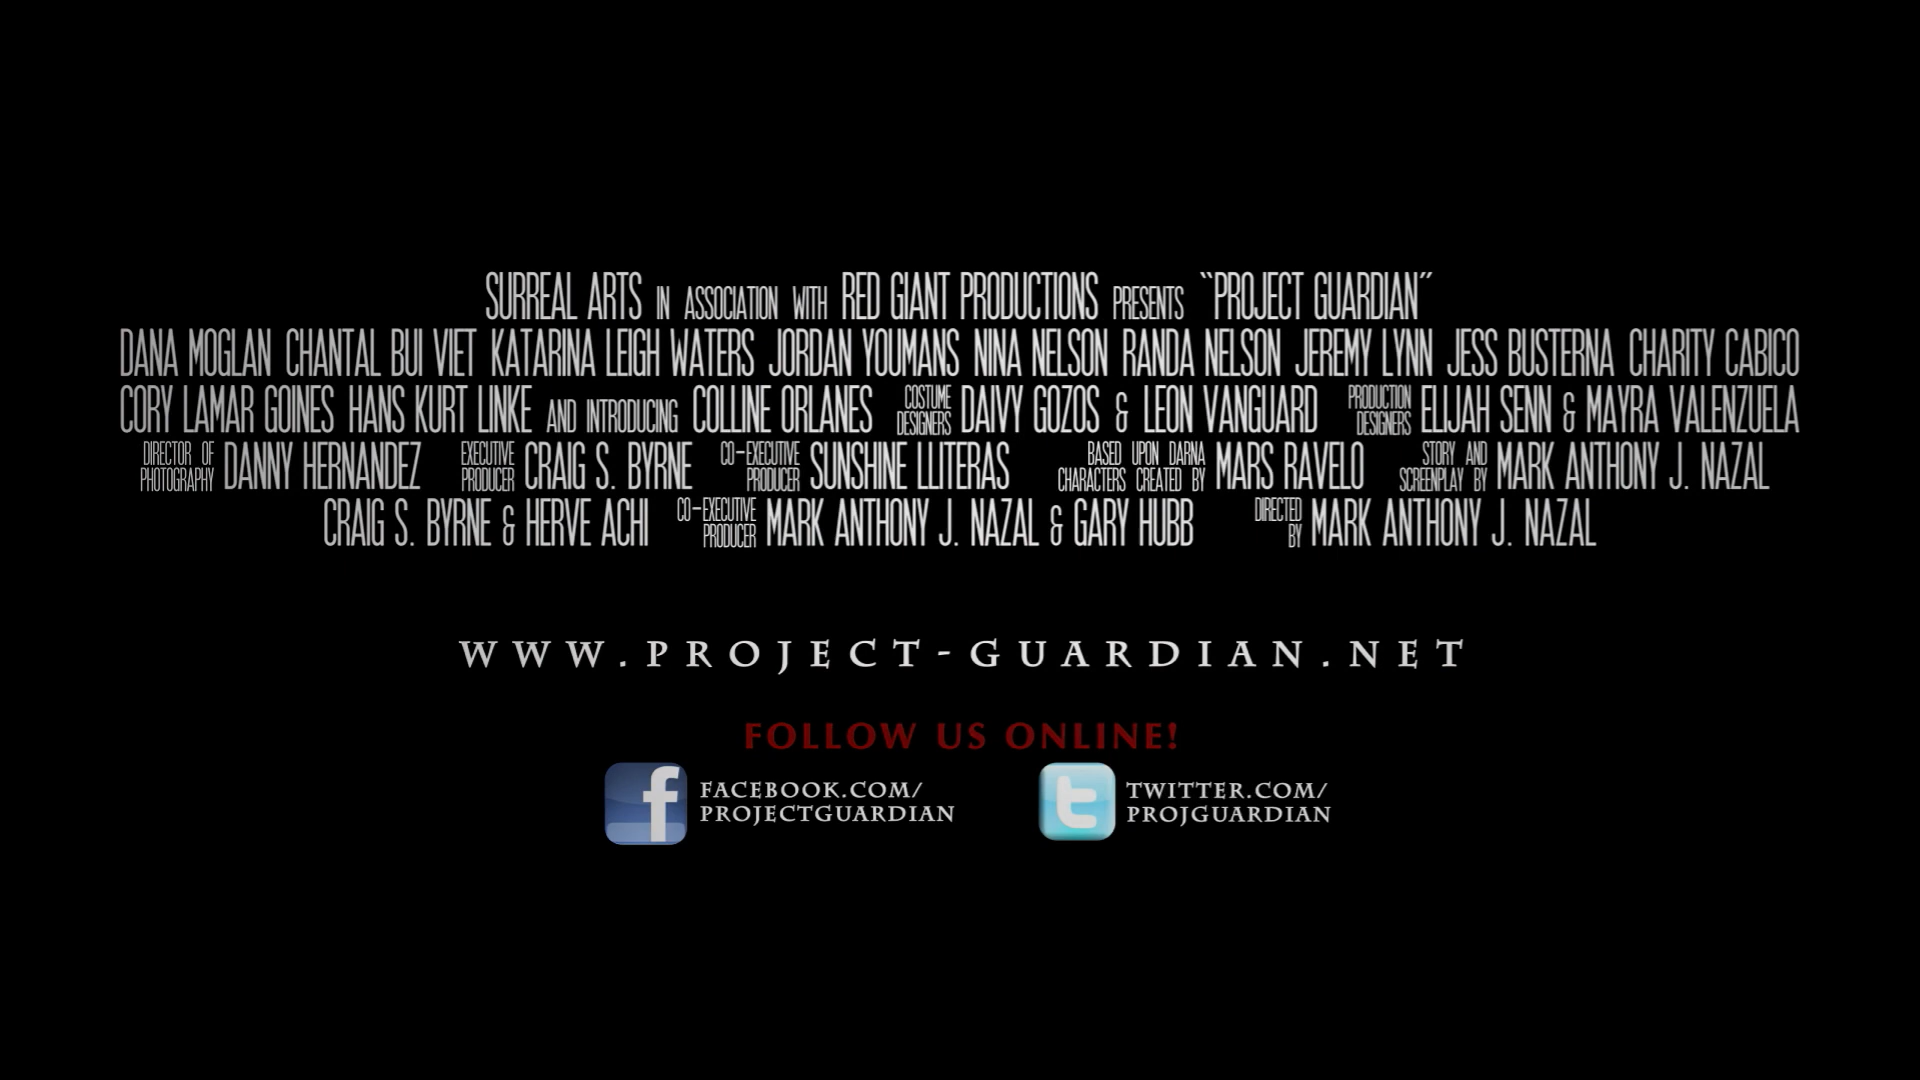 SURREAL ARTS IN ASSOCIATION WITH RED GIANT PRODUCTIONS PRESENTS "PROJECT GUARDIAN"
DANA MOGLAN CHANTAL BUI VIET KATARINA LEIGH WATERS JORDAN YOUMANS NINA NELSON RANDA NELSON JEREMY LYNN JESS BUSTERNA CHARITY CABICO
CORY LAMAR GOINES HANS KURT LINKE AND INTRODUCING COLLINE ORLANES COSTUME DESIGNERS DAIVY GOZOS & LEON VANGUARD PRODUCTION DESIGNERS ELIJAH SENN & MAYRA VALENZUELA
DIRECTOR OF PHOTOGRAPHY DANNY HERNANDEZ EXECUTIVE PRODUCER CRAIG S. BYRNE CO-EXECUTIVE PRODUCER SUNSHINE LLITERAS BASED UPON DARNA CHARACTERS CREATED BY MARS RAVELO STORY AND SCREENPLAY BY MARK ANTHONY J. NAZAL
CRAIG S. BYRNE & HERVE ACHI CO-EXECUTIVE PRODUCER MARK ANTHONY J. NAZAL & GARY HUBB DIRECTED BY MARK ANTHONY J. NAZAL
WWW.PROJECT-GUARDIAN.NET
FOLLOW US ONLINE!
f FACEBOOK.COM/
PROJECTGUARDIAN
t TWITTER.COM/
PROJGUARDIAN